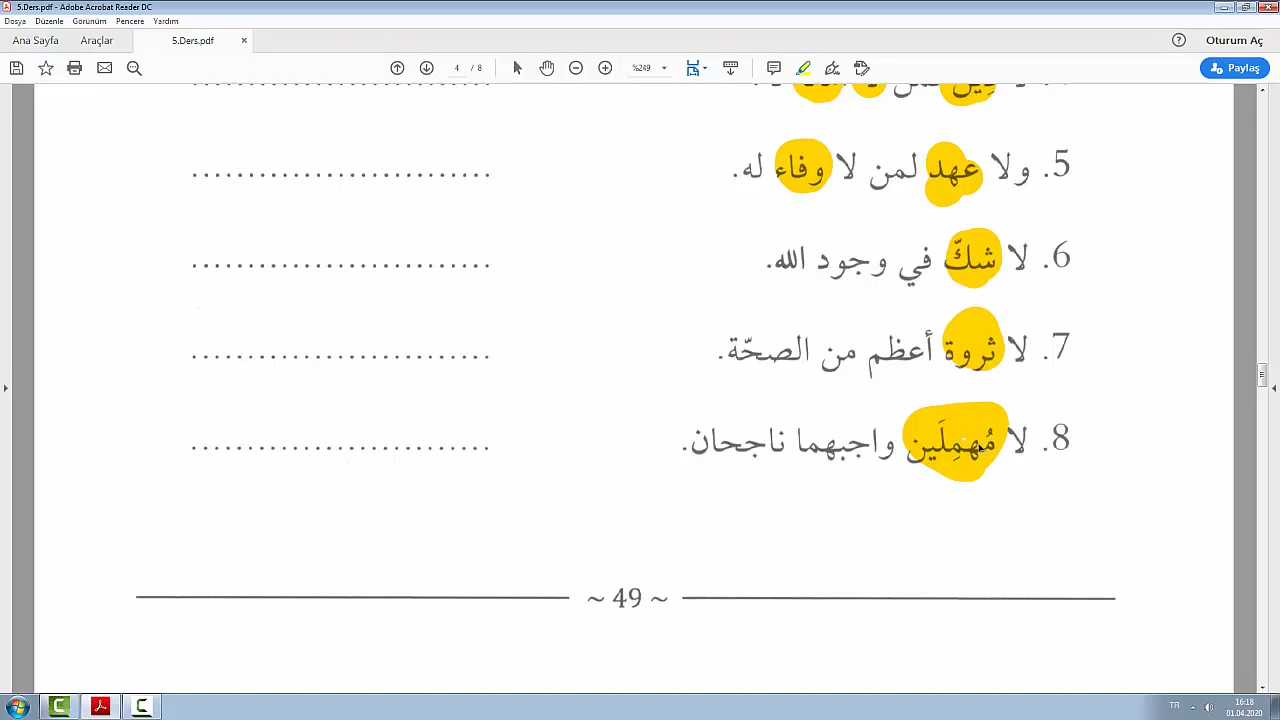 5.Ders.pdf - Adobe Acrobat Reader DC
Dosya Düzenle Görünüm Pencere Yardım
Ana Sayfa Araçlar 5.Ders.pdf × ? Oturum Aç
4 / 8 %249 Paylaş
5. ولا عهد لمن لا وفاء له. ..............................
6. لا شكّ في وجود الله. ..............................
7. لا ثروة أعظم من الصحّة. ..............................
8. لا مُهمِلَين واجبهما ناجحان. ..............................
~ 49 ~
TR 16:18
01.04.2020